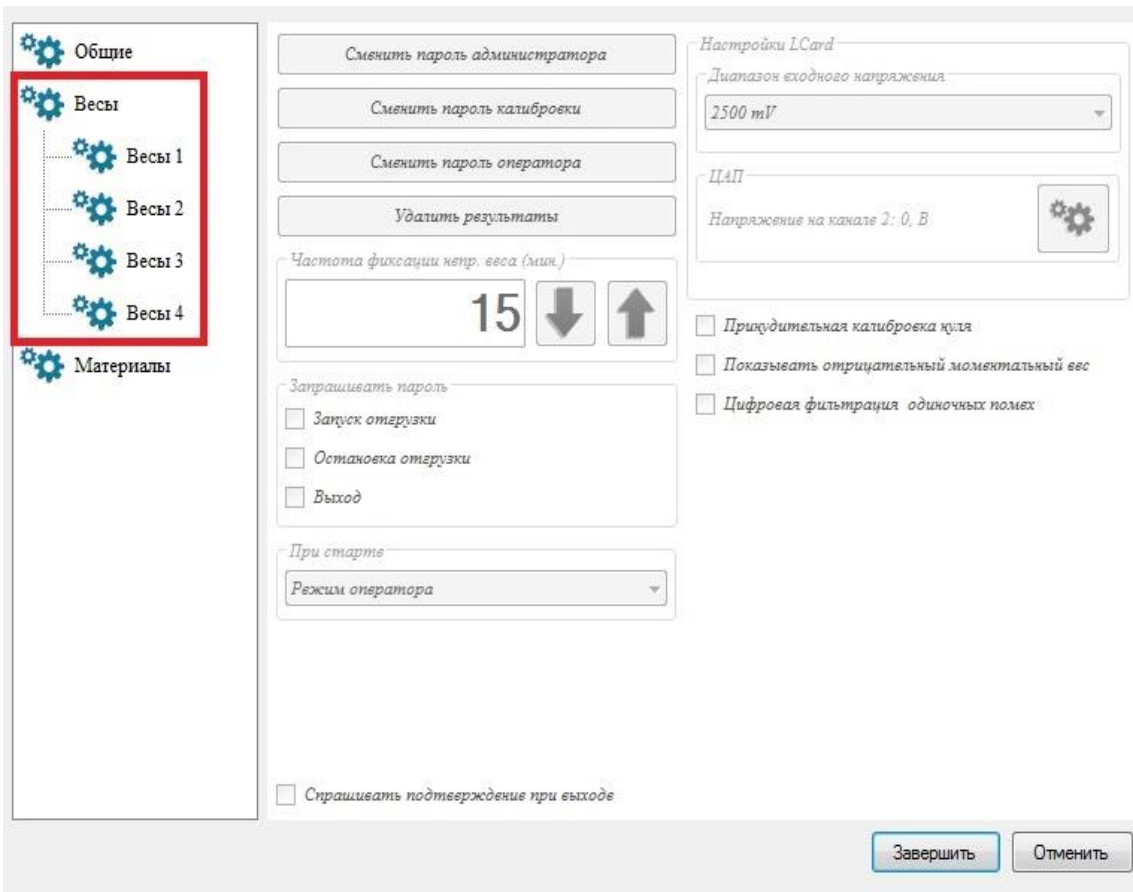 Общие
Весы
Весы 1
Весы 2
Весы 3
Весы 4
Материалы
Сменить пароль администратора
Сменить пароль калибровки
Сменить пароль оператора
Удалить результаты
Частота фиксации непр. веса (мин.)
15
Запрашивать пароль
Запуск отгрузки
Остановка отгрузки
Выход
При старте
Режим оператора
Спрашивать подтверждение при выходе
Настройки LCard
Диапазон входного напряжения
2500 mV
ЦАП
Напряжение на канале 2: 0, В
Принудительная калибровка нуля
Показывать отрицательный моментальный вес
Цифровая фильтрация одиночных помех
Завершить
Отменить